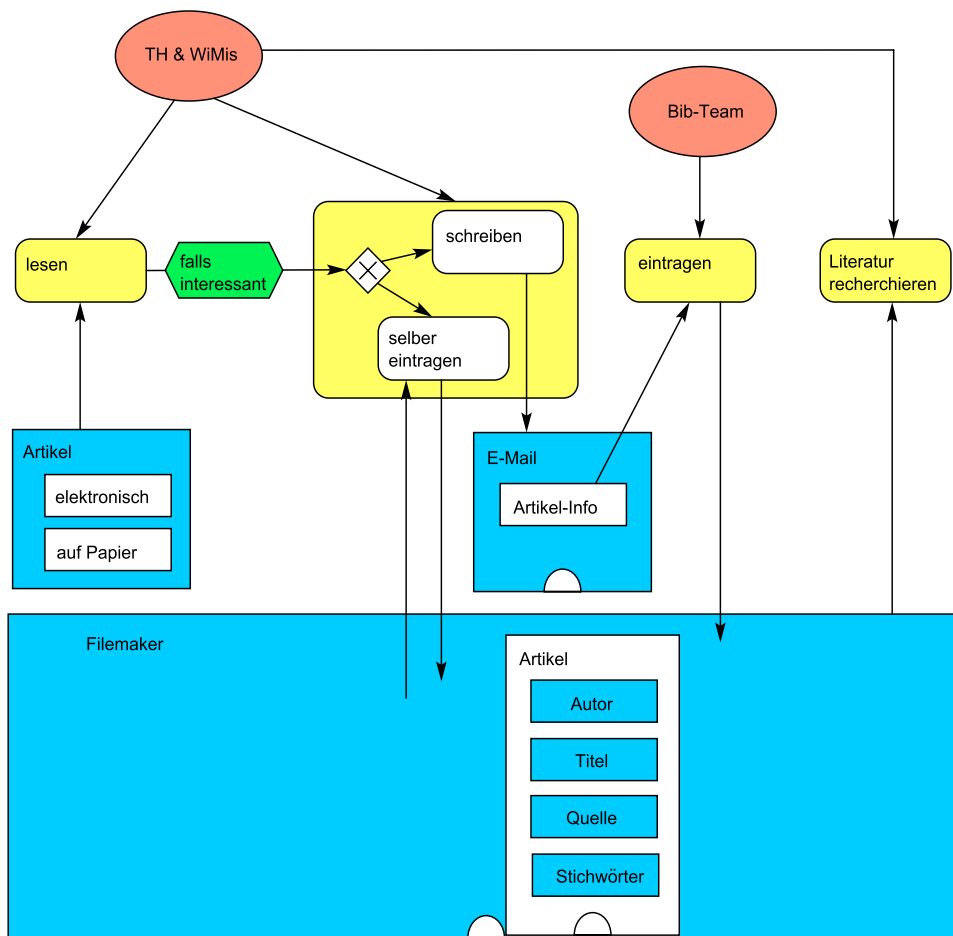 TH & WiMis
Bib-Team
lesen
falls
interessant
schreiben
selber
eintragen
eintragen
Literatur
recherchieren
Artikel
elektronisch
auf Papier
E-Mail
Artikel-Info
Filemaker
Artikel
Autor
Titel
Quelle
Stichwörter